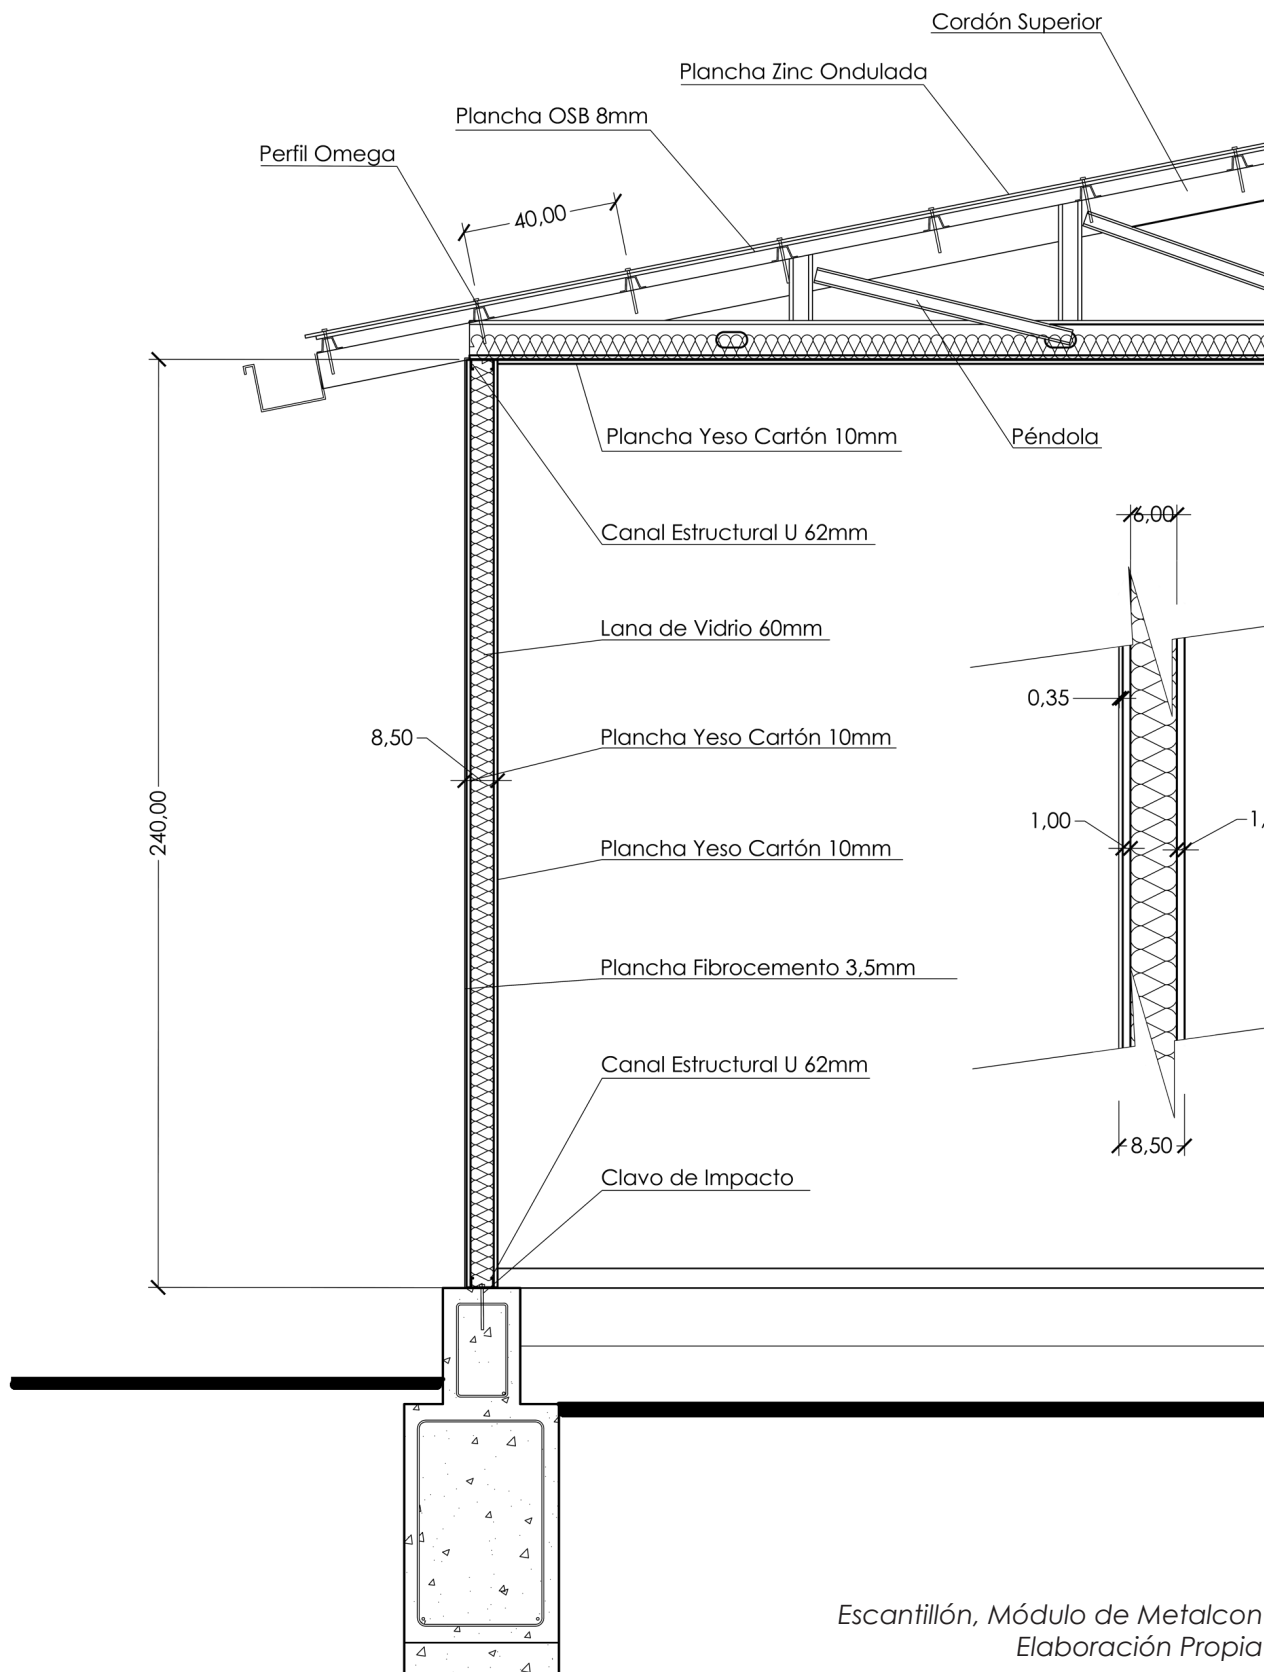 Cordón Superior
Plancha Zinc Ondulada
Plancha OSB 8mm
Perfil Omega
40,00
Plancha Yeso Cartón 10mm
Péndola
6,00
Canal Estructural U 62mm
Lana de Vidrio 60mm
0,35
8,50
Plancha Yeso Cartón 10mm
240,00
1,00
1,
Plancha Yeso Cartón 10mm
Plancha Fibrocemento 3,5mm
Canal Estructural U 62mm
8,50
Clavo de Impacto
Escantillón, Módulo de Metalcon
Elaboración Propia